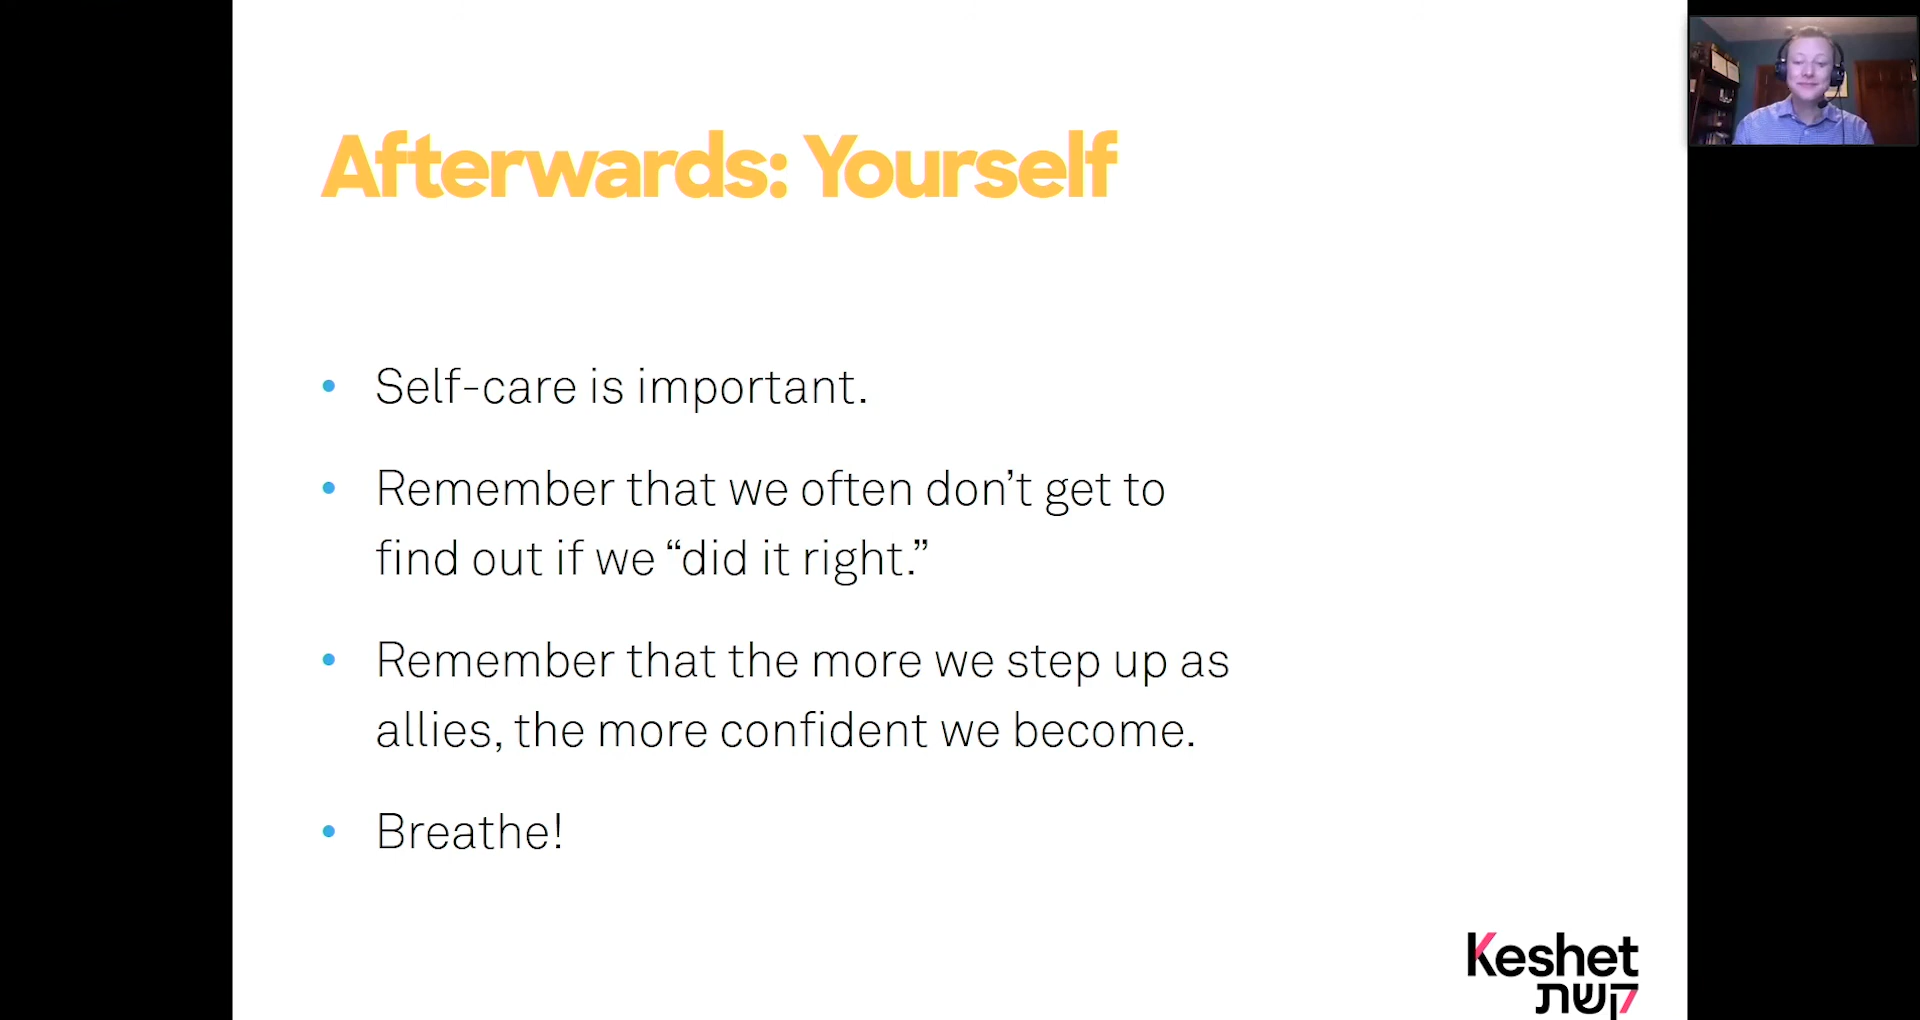 Afterwards: Yourself
• Self-care is important.
• Remember that we often don’t get to
find out if we “did it right.”
• Remember that the more we step up as
allies, the more confident we become.
• Breathe!
Keshet
קשת